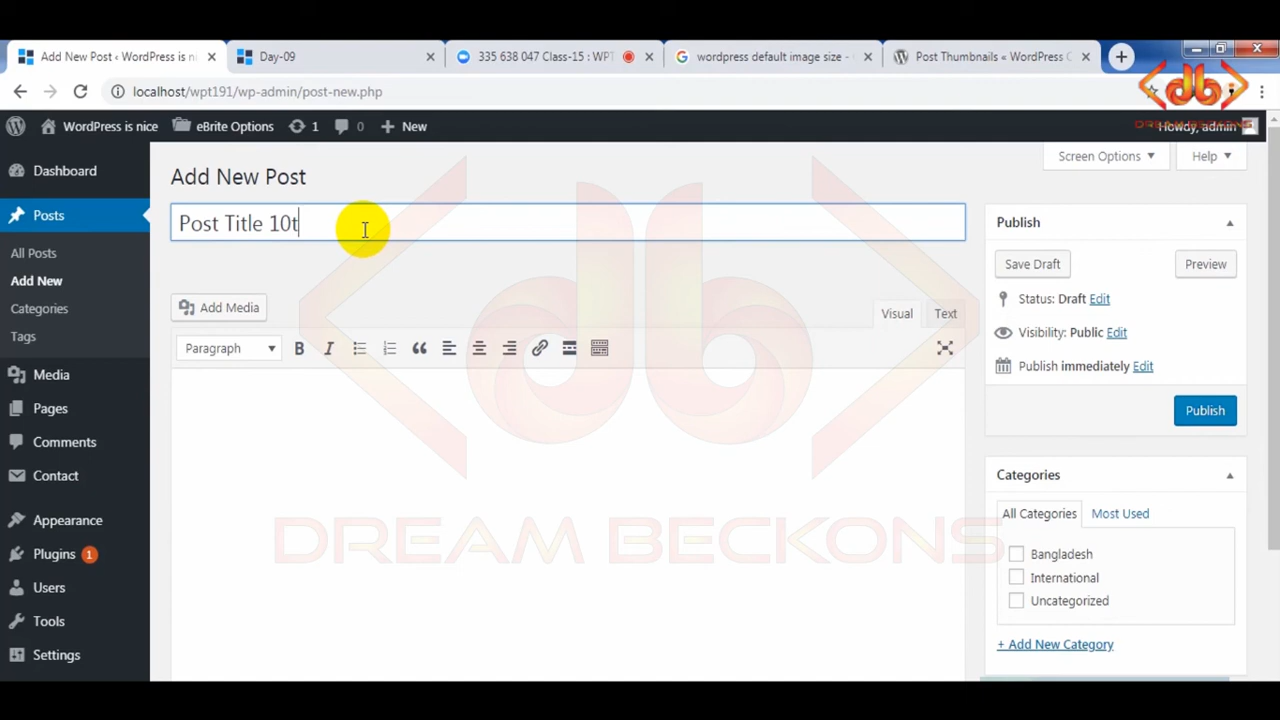 Add New Post ‹ WordPress is ni
Day-09
335 638 047 Class-15 : WPT
wordpress default image size -
Post Thumbnails « WordPress C
localhost/wpt191/wp-admin/post-new.php
WordPress is nice
eBrite Options
1
0
New
Howdy, admin
DREAM BECKONS
Dashboard
Posts
All Posts
Add New
Categories
Tags
Media
Pages
Comments
Contact
Appearance
Plugins 1
Users
Tools
Settings
Screen Options
Help
Add New Post
Post Title 10t
Add Media
Visual
Text
Paragraph
B
I
Publish
Save Draft
Preview
Status: Draft Edit
Visibility: Public Edit
Publish immediately Edit
Publish
Categories
All Categories
Most Used
Bangladesh
International
Uncategorized
+ Add New Category
db
DREAM BECKONS